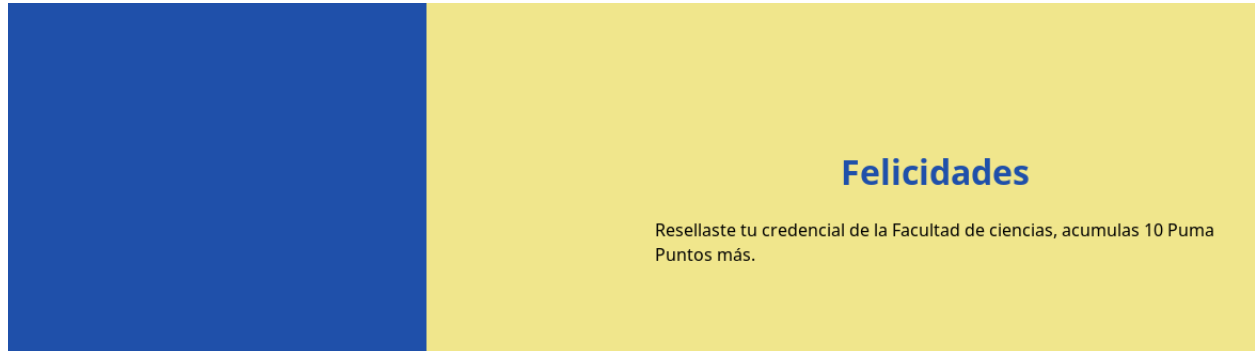 Felicidades
Resellaste tu credencial de la Facultad de ciencias, acumulas 10 Puma
Puntos más.